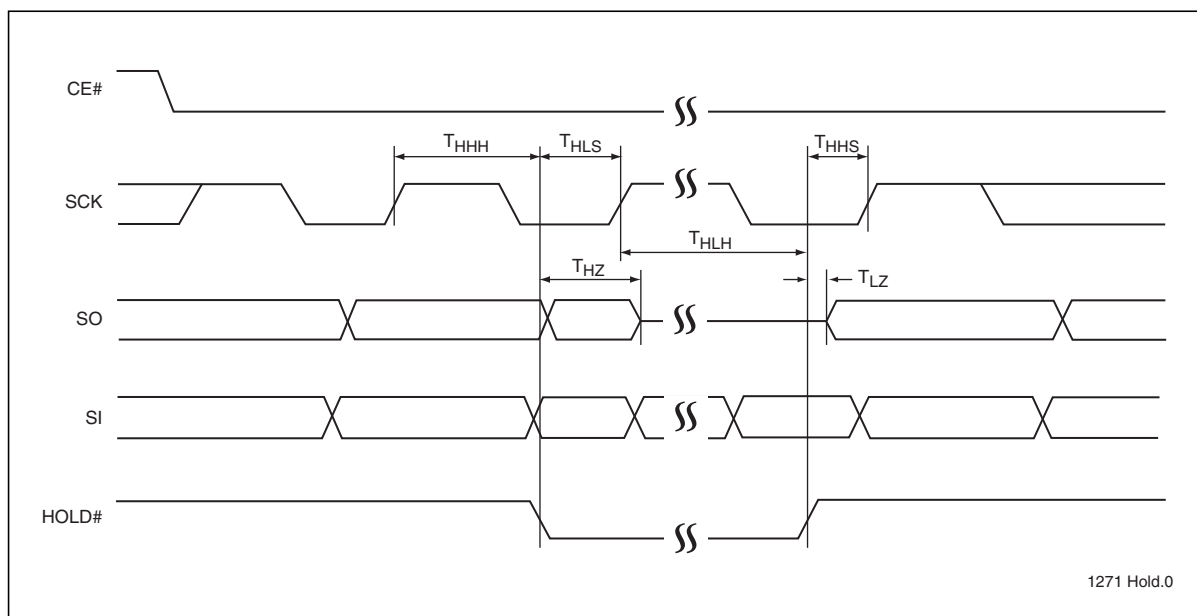 CE#
THHH THLS THHS
SCK
THLH
THZ TLZ
SO
SI
HOLD#
1271 Hold.0